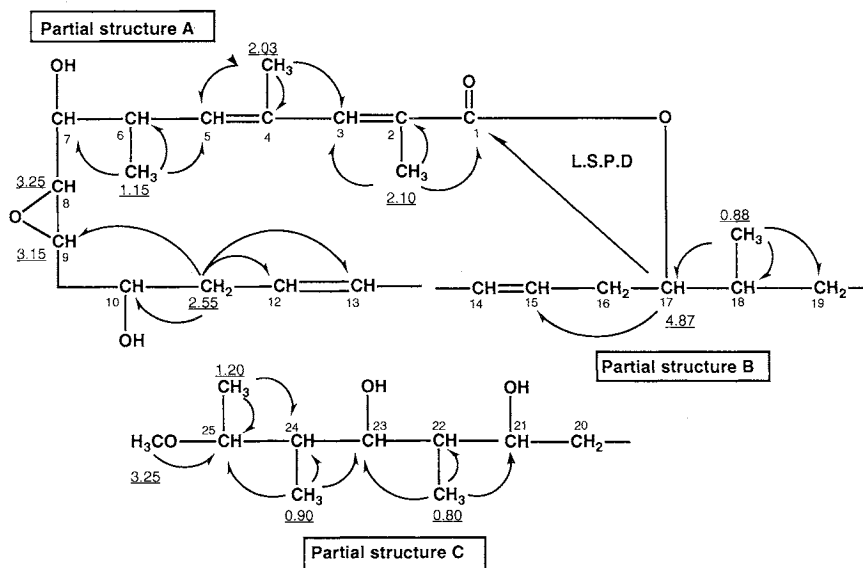 Partial structure A
2.03
OH CH₃ O
CH CH CH C CH C C O
7 6 5 4 3 2 1
L.S.P.D
3.25 CH CH₃ CH₃ 0.88
8 1.15 2.10 CH₃
O
3.15 CH
9
CH CH₂ CH CH CH CH CH₂ CH CH CH₂
10 2.55 12 13 14 15 16 17 18 19
4.87
OH
Partial structure B
1.20
CH₃ OH OH
25 24 23 22 21 20
H₃CO CH CH CH CH CH CH₂
3.25 CH₃ CH₃
0.90 0.80
Partial structure C